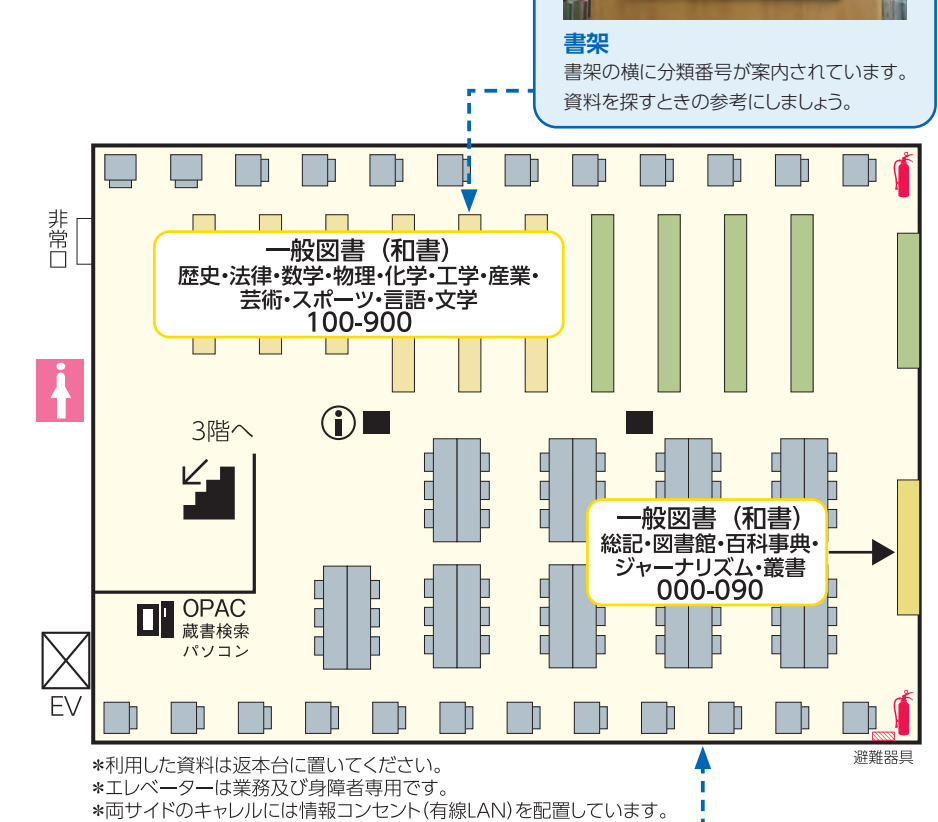 書架
書架の横に分類番号が案内されています。
資料を探すときの参考にしましょう。
非常口
一般図書（和書）
歴史・法律・数学・物理・化学・工学・産業・
芸術・スポーツ・言語・文学
100-900
3階へ
一般図書（和書）
総記・図書館・百科事典・
ジャーナリズム・叢書
000-090
OPAC
蔵書検索
パソコン
EV
避難器具
*利用した資料は返本台に置いてください。
*エレベーターは業務及び身障者専用です。
*両サイドのキャレルには情報コンセント(有線LAN)を配置しています。